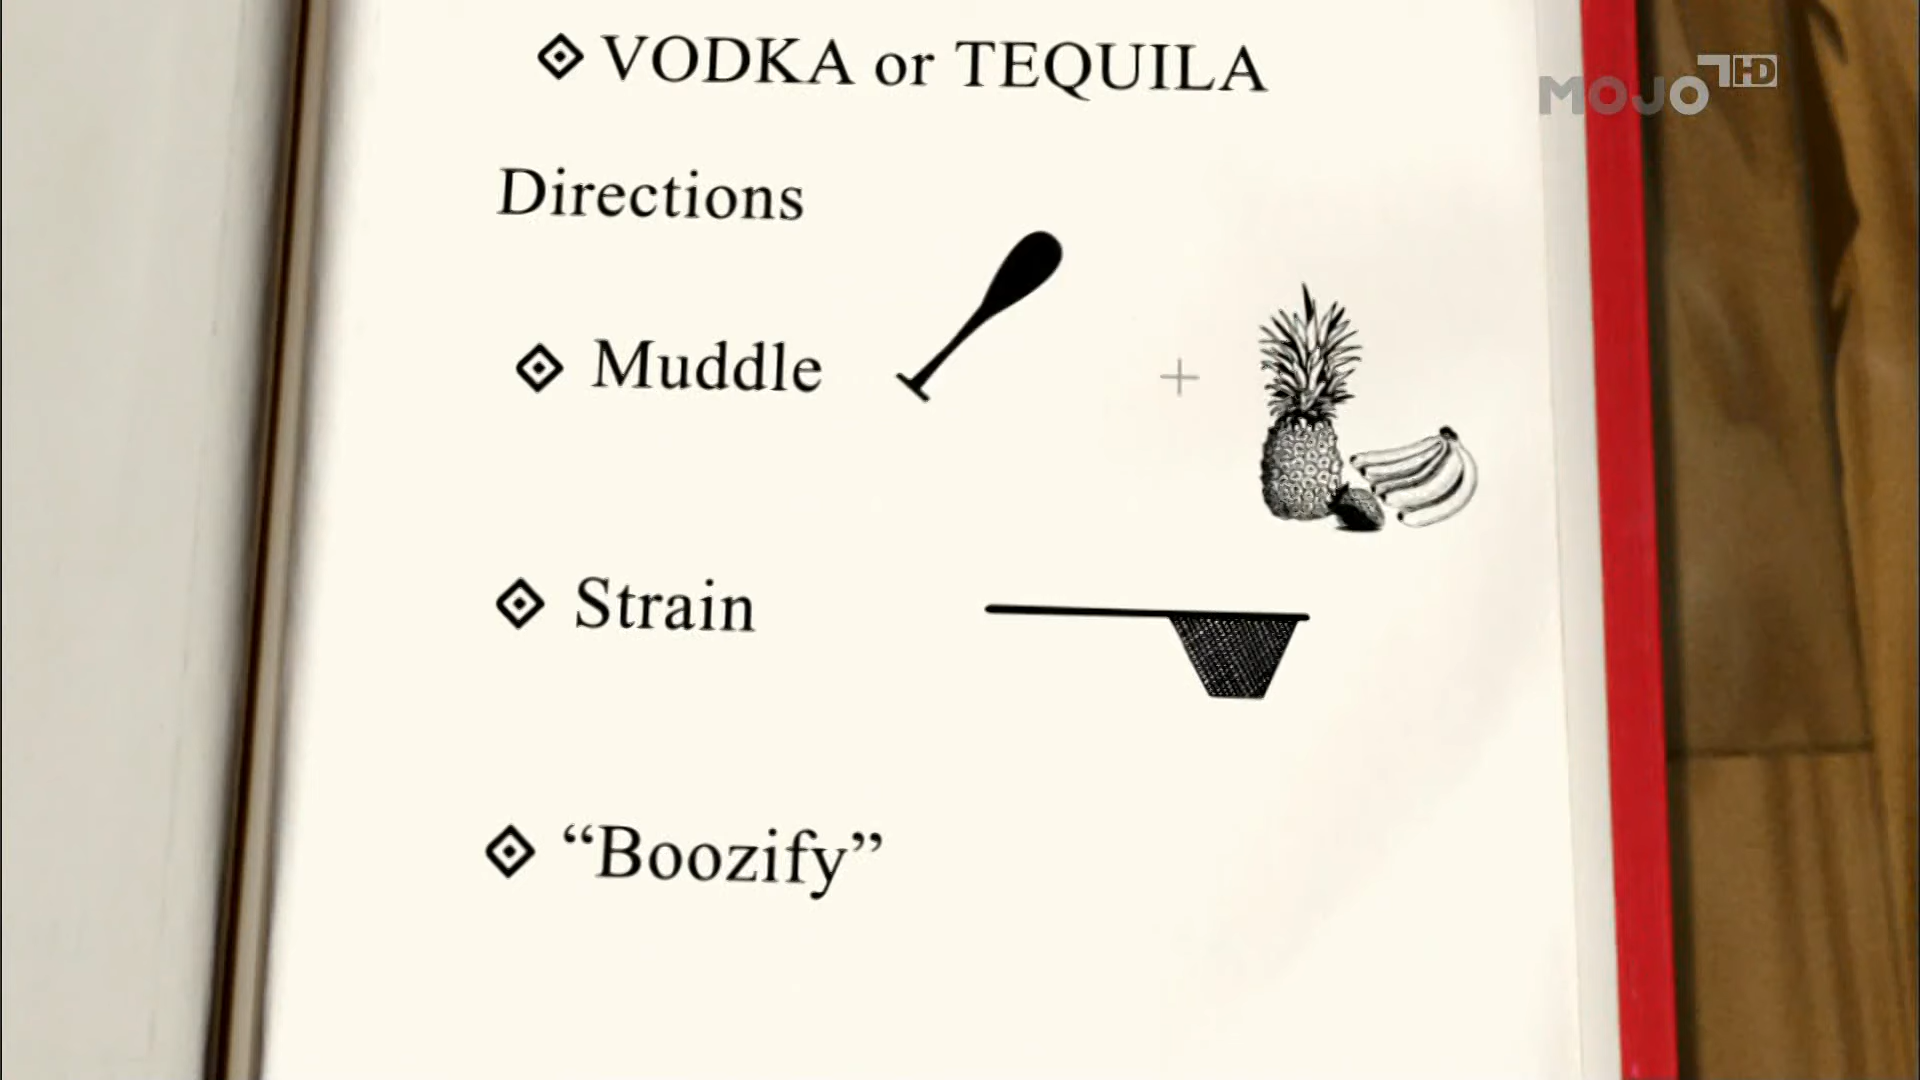 VODKA or TEQUILA
MOJO HD
Directions
Muddle
+
Strain
“Boozify”